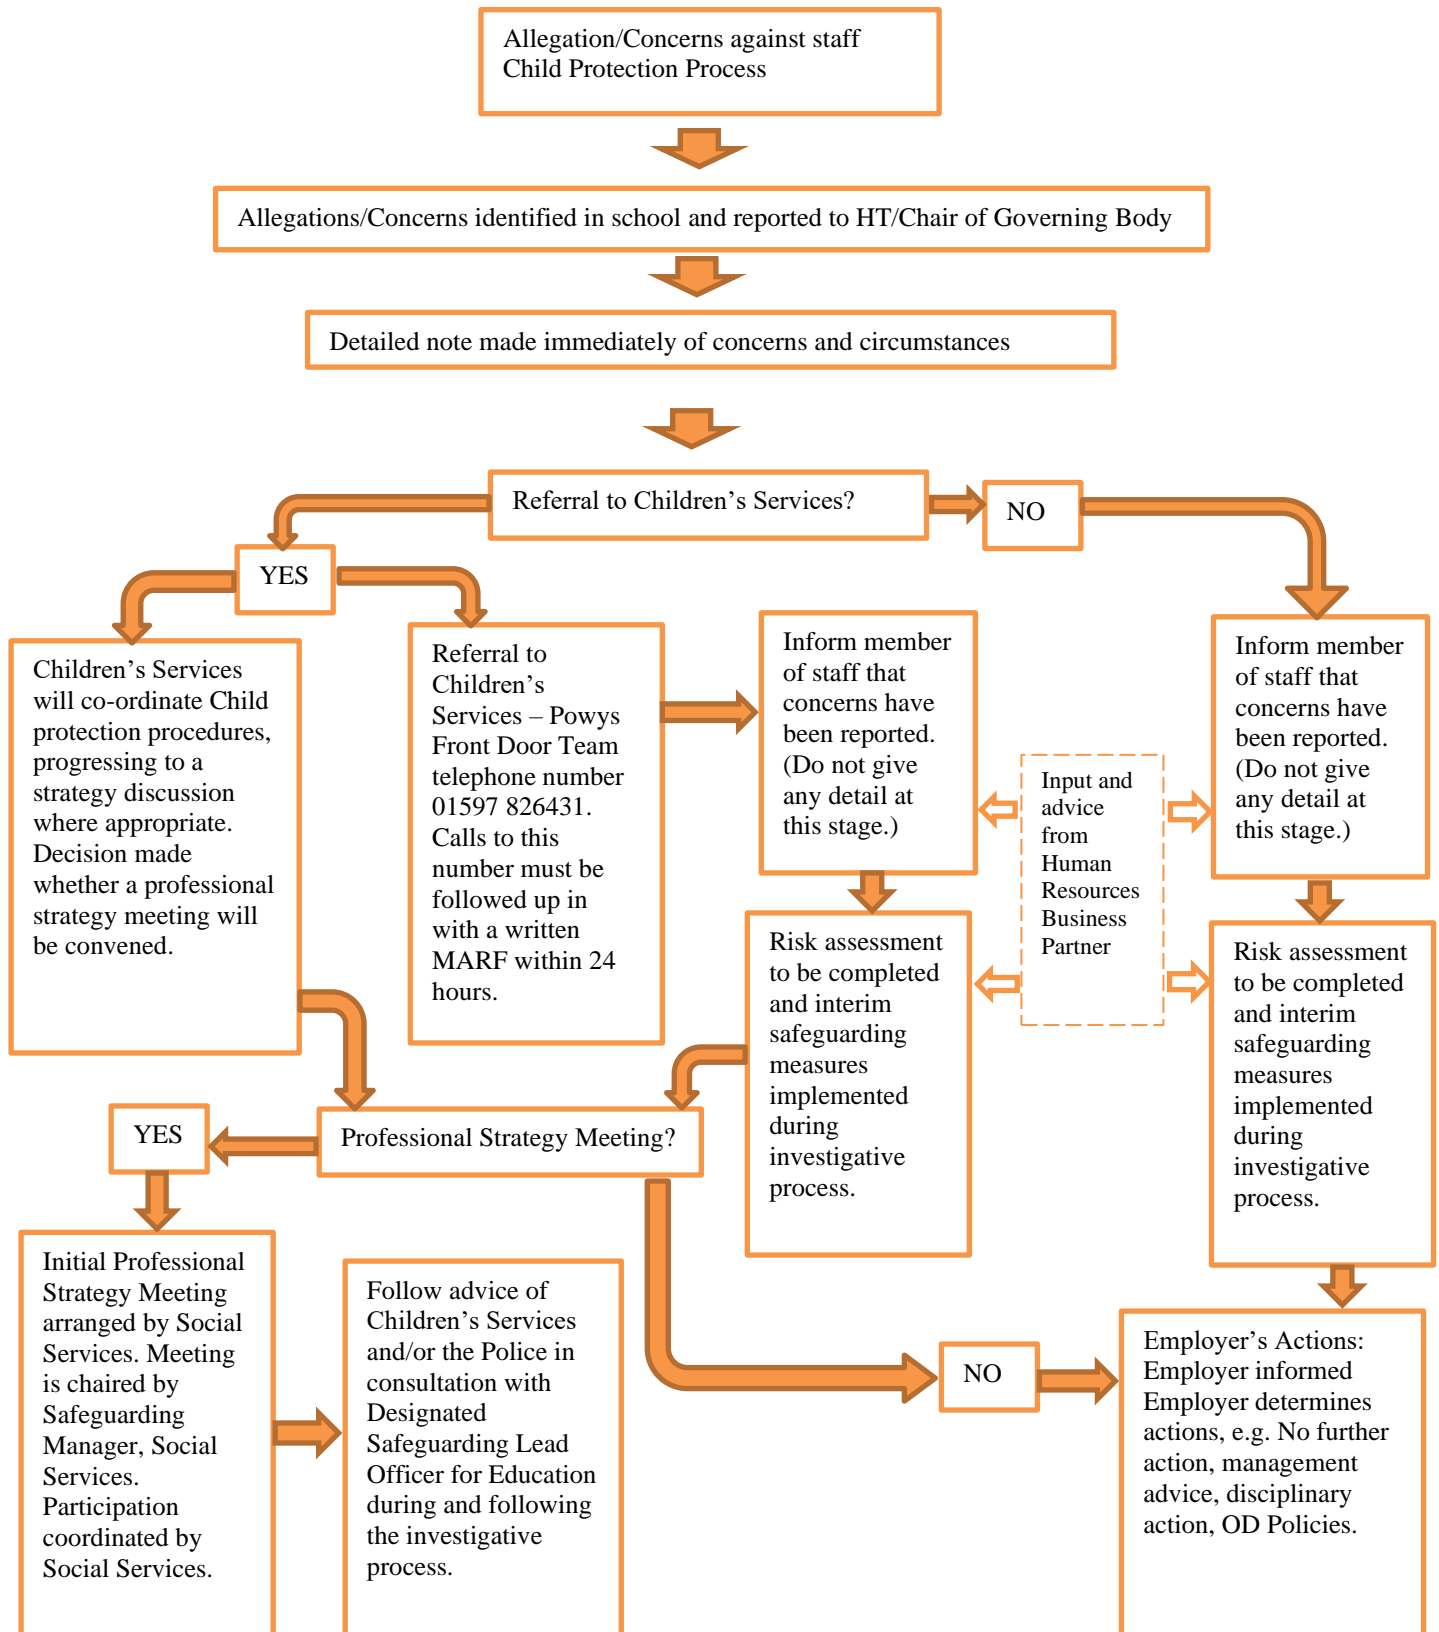 Allegation/Concerns against staff
Child Protection Process
Allegations/Concerns identified in school and reported to HT/Chair of Governing Body
Detailed note made immediately of concerns and circumstances
Referral to Children’s Services?
NO
YES
Children’s Services
will co-ordinate Child
protection procedures,
progressing to a
strategy discussion
where appropriate.
Decision made
whether a professional
strategy meeting will
be convened.
Referral to
Children’s
Services – Powys
Front Door Team
telephone number
01597 826431.
Calls to this
number must be
followed up in
with a written
MARF within 24
hours.
Inform member
of staff that
concerns have
been reported.
(Do not give
any detail at
this stage.)
Input and
advice
from
Human
Resources
Business
Partner
Inform member
of staff that
concerns have
been reported.
(Do not give
any detail at
this stage.)
Risk assessment
to be completed
and interim
safeguarding
measures
implemented
during
investigative
process.
Risk assessment
to be completed
and interim
safeguarding
measures
implemented
during
investigative
process.
Professional Strategy Meeting?
YES
Initial Professional
Strategy Meeting
arranged by Social
Services. Meeting
is chaired by
Safeguarding
Manager, Social
Services.
Participation
coordinated by
Social Services.
Follow advice of
Children’s Services
and/or the Police in
consultation with
Designated
Safeguarding Lead
Officer for Education
during and following
the investigative
process.
NO
Employer’s Actions:
Employer informed
Employer determines
actions, e.g. No further
action, management
advice, disciplinary
action, OD Policies.